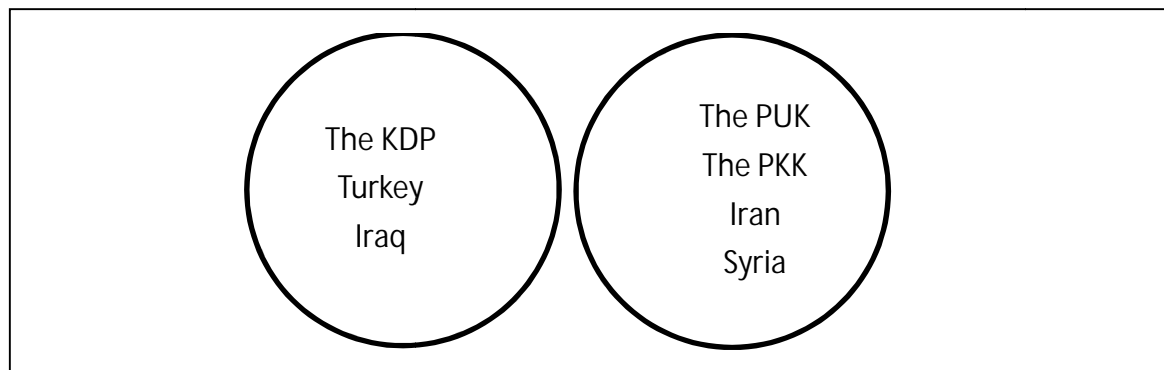 The KDP
Turkey
Iraq
The PUK
The PKK
Iran
Syria